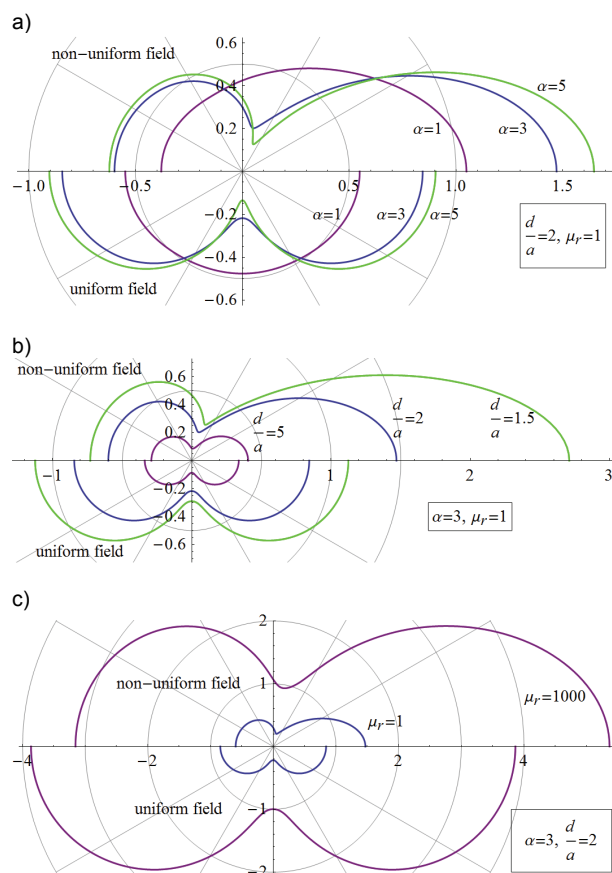 a)
non−uniform field
0.6
0.4
0.2
α=5
α=1
α=3
−1.0
−0.5
0.5
1.0
1.5
−0.2
−0.4
−0.6
α=1
α=3
α=5
uniform field
d/a=2, μr=1
b)
non−uniform field
0.6
0.4
0.2
d/a=5
d/a=2
d/a=1.5
−1
1
2
3
−0.2
−0.4
−0.6
uniform field
α=3, μr=1
c)
2
non−uniform field
1
μr=1
μr=1000
−4
−2
2
4
uniform field
−1
−2
α=3, d/a=2